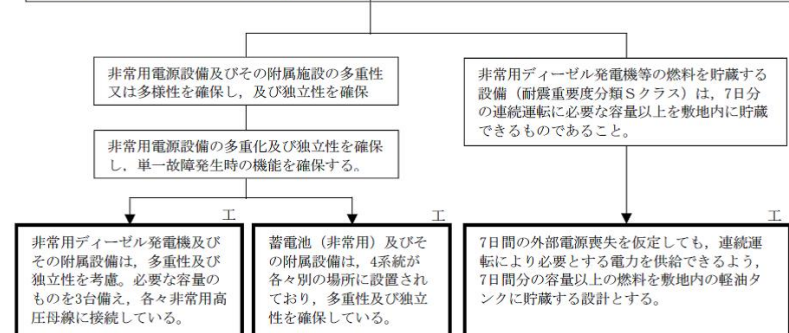 非常用電源設備及びその附属施設の多重性
又は多様性を確保し，及び独立性を確保
非常用ディーゼル発電機等の燃料を貯蔵する
設備（耐震重要度分類Ｓクラス）は，7日分
の連続運転に必要な容量以上を敷地内に貯蔵
できるものであること。
非常用電源設備の多重化及び独立性を確保
し，単一故障発生時の機能を確保する。
工
工
工
非常用ディーゼル発電機及び
その附属設備は，多重性及び
独立性を考慮。必要な容量の
ものを3台備え，各々非常用高
圧母線に接続している。
蓄電池（非常用）及びそ
の附属設備は，4系統が
各々別の場所に設置され
ており，多重性及び独立
性を確保している。
7日間の外部電源喪失を仮定しても，連続運
転により必要とする電力を供給できるよう，
7日間分の容量以上の燃料を敷地内の軽油タ
ンクに貯蔵する設計とする。